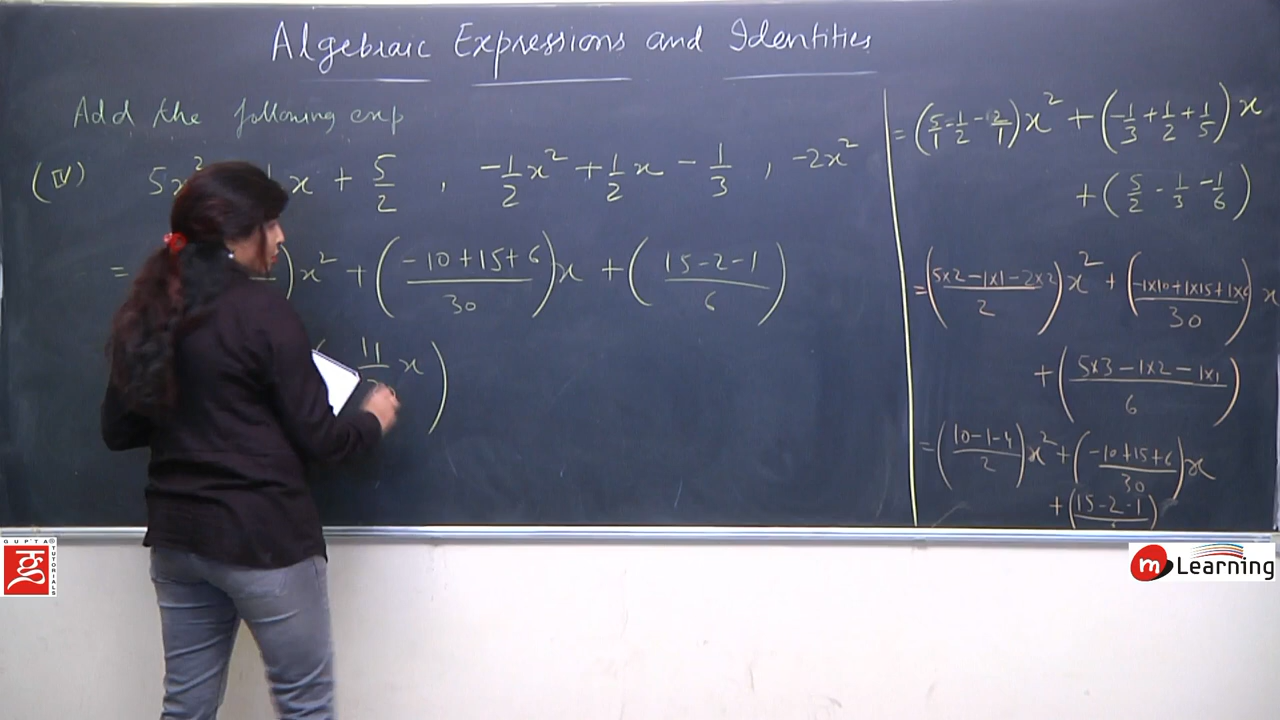 Algebraic Expressions and Identities
Add the following exp
(IV) 5x² x + 5/2 , -1/2 x² + 1/2 x - 1/3 , -2x²
= ) x² + ( (-10+15+6)/30 ) x + ( (15-2-1)/6 )
11 x )
= (5/1 - 1/2 - 2/1) x² + (-1/3 + 1/2 + 1/5) x
+ (5/2 - 1/3 - 1/6)
= ( (5×2-1×1-2×2)/2 ) x² + ( (-1×10+1×15+1×6)/30 ) x
+ ( (5×3-1×2-1×1)/6 )
= ( (10-1-4)/2 ) x² + ( (-10+15+6)/30 ) x
+ ( (15-2-1)/6 )
GUPTA®
TUTORIALS
m Learning